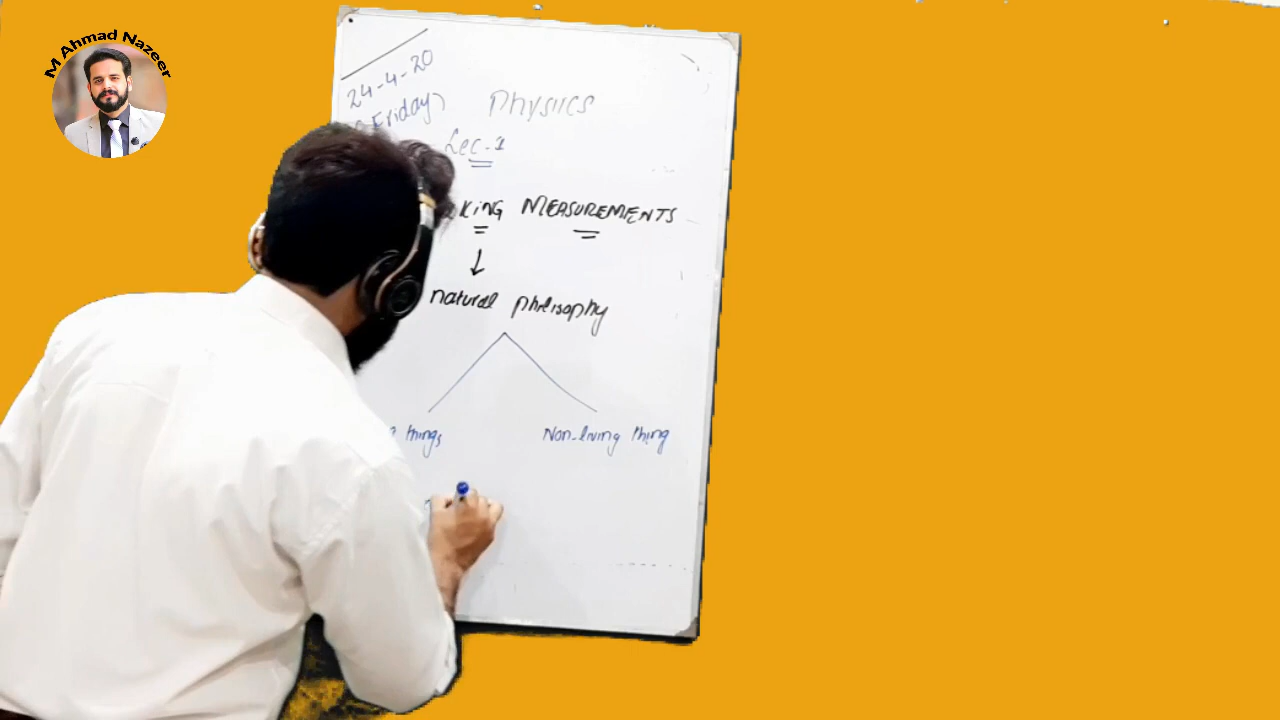 M Ahmad Nazeer
24-4-20
Friday
Physics
Lec-1
KiNG MEASUREMENTS
natural philosophy
things
Non-living thing